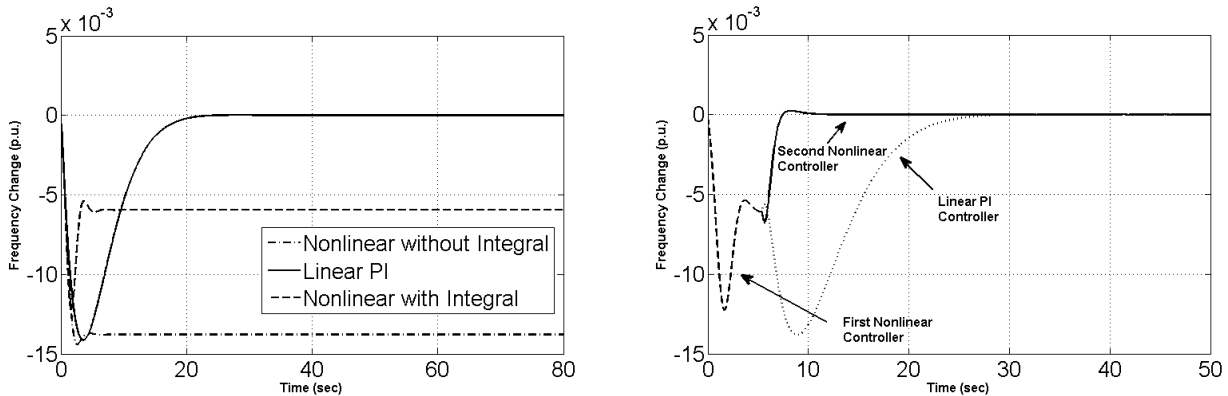 5 x 10⁻³
0
-5
-10
-15
Frequency Change (p.u.)
Nonlinear without Integral
Linear PI
Nonlinear with Integral
0 20 40 60 80
Time (sec)
5 x 10⁻³
0
-5
-10
-15
Frequency Change (p.u.)
Second Nonlinear
Controller
Linear PI
Controller
First Nonlinear
Controller
0 10 20 30 40 50
Time (sec)